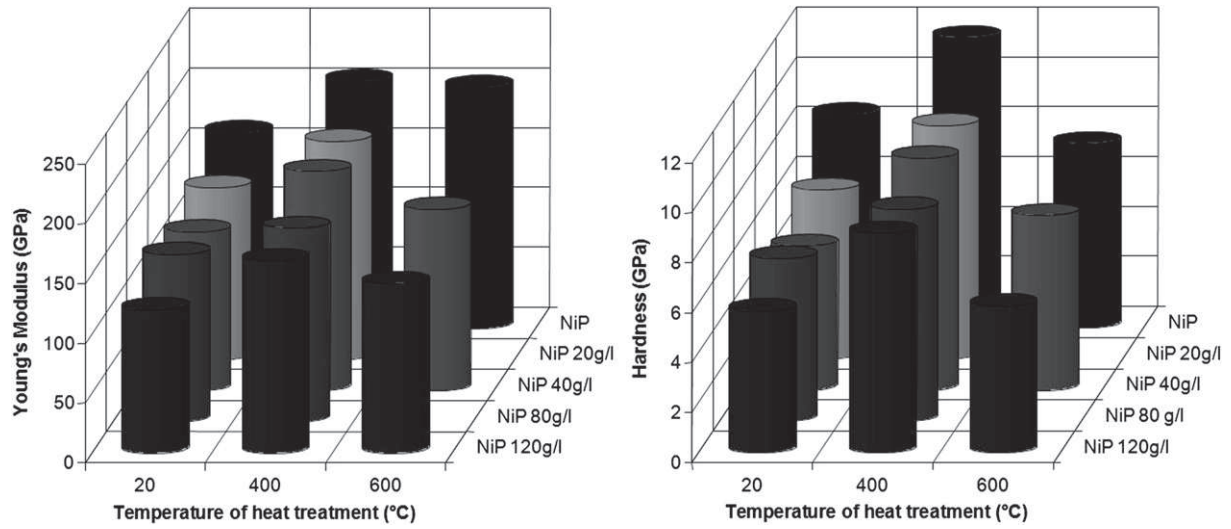 250
200
150
100
50
0
Young's Modulus (GPa)
20
400
600
Temperature of heat treatment (°C)
NiP
NiP 20g/l
NiP 40g/l
NiP 80g/l
NiP 120g/l
12
10
8
6
4
2
0
Hardness (GPa)
20
400
600
Temperature of heat treatment (°C)
NiP
NiP 20g/l
NiP 40g/l
NiP 80 g/l
NiP 120g/l